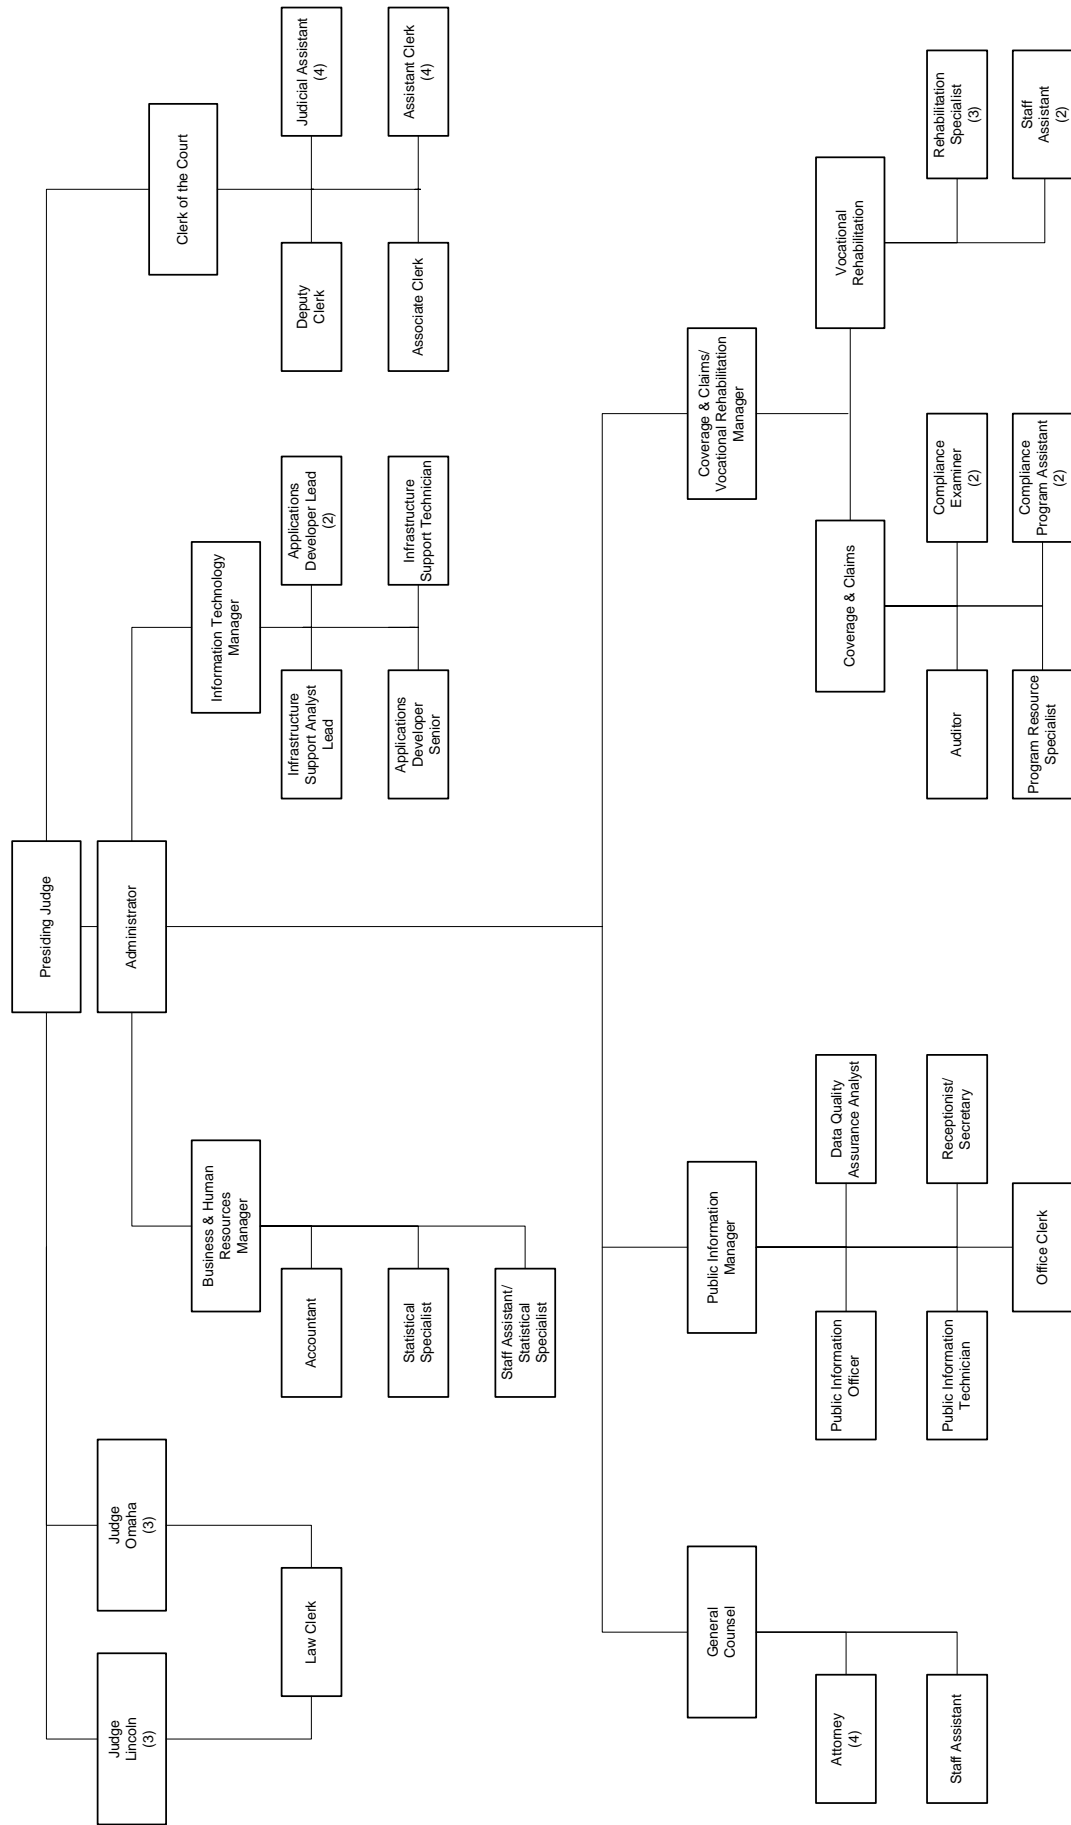 Presiding Judge
Judge
Lincoln
(3)
Judge
Omaha
(3)
Administrator
Clerk of the Court
Business & Human
Resources
Manager
Information Technology
Manager
Law Clerk
Accountant
Infrastructure
Support Analyst
Lead
Applications
Developer Lead
(2)
Deputy
Clerk
Judicial Assistant
(4)
Statistical
Specialist
Applications
Developer
Senior
Infrastructure
Support Technician
Associate Clerk
Assistant Clerk
(4)
Staff Assistant/
Statistical
Specialist
General
Counsel
Public Information
Manager
Coverage & Claims/
Vocational Rehabilitation
Manager
Attorney
(4)
Public Information
Officer
Data Quality
Assurance Analyst
Coverage & Claims
Vocational
Rehabilitation
Staff Assistant
Public Information
Technician
Receptionist/
Secretary
Auditor
Compliance
Examiner
(2)
Rehabilitation
Specialist
(3)
Office Clerk
Program Resource
Specialist
Compliance
Program Assistant
(2)
Staff
Assistant
(2)